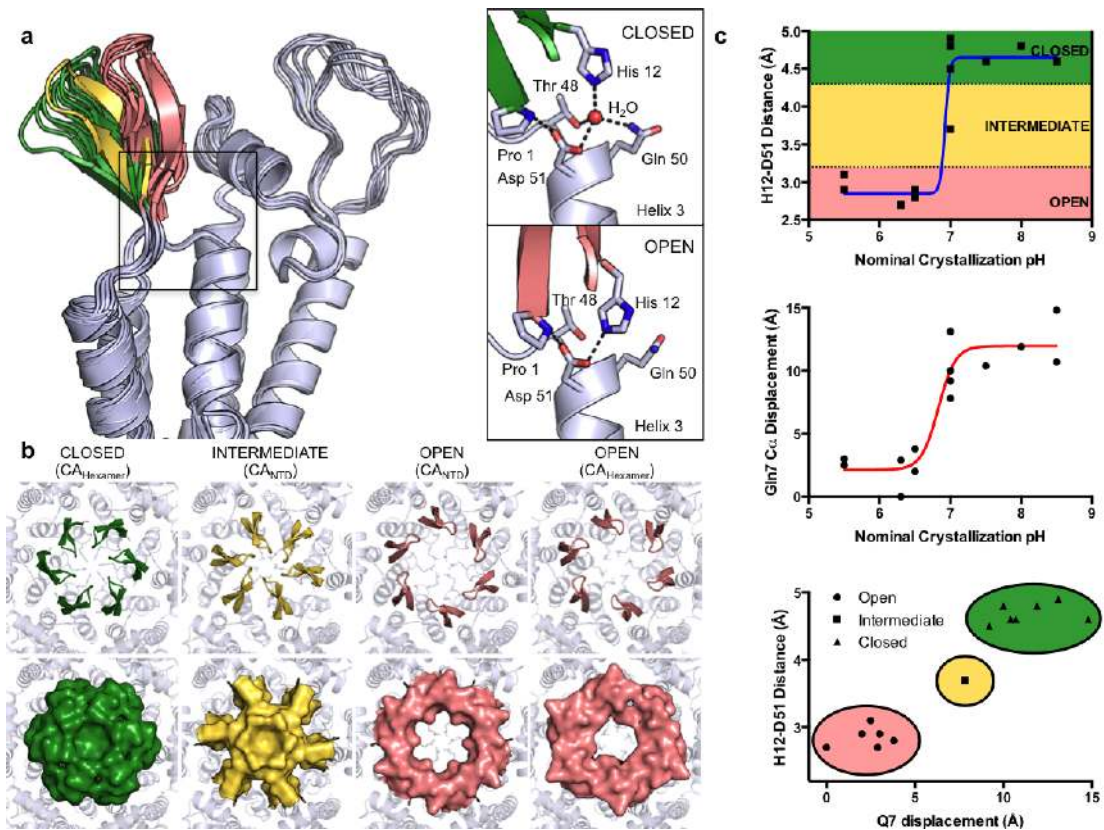 a
CLOSED
His 12
Thr 48
H2O
Pro 1
Asp 51
Gln 50
Helix 3
OPEN
Thr 48
His 12
Pro 1
Asp 51
Gln 50
Helix 3
b
CLOSED
(CAHexamer)
INTERMEDIATE
(CANTD)
OPEN
(CANTD)
OPEN
(CAHexamer)
c
H12-D51 Distance (Å)
5.0
4.5
4.0
3.5
3.0
2.5
CLOSED
INTERMEDIATE
OPEN
5 6 7 8 9
Nominal Crystallization pH
Gln7 Cα Displacement (Å)
15
10
5
0
5 6 7 8 9
Nominal Crystallization pH
H12-D51 Distance (Å)
5
4
3
Open
Intermediate
Closed
0 5 10 15
Q7 displacement (Å)